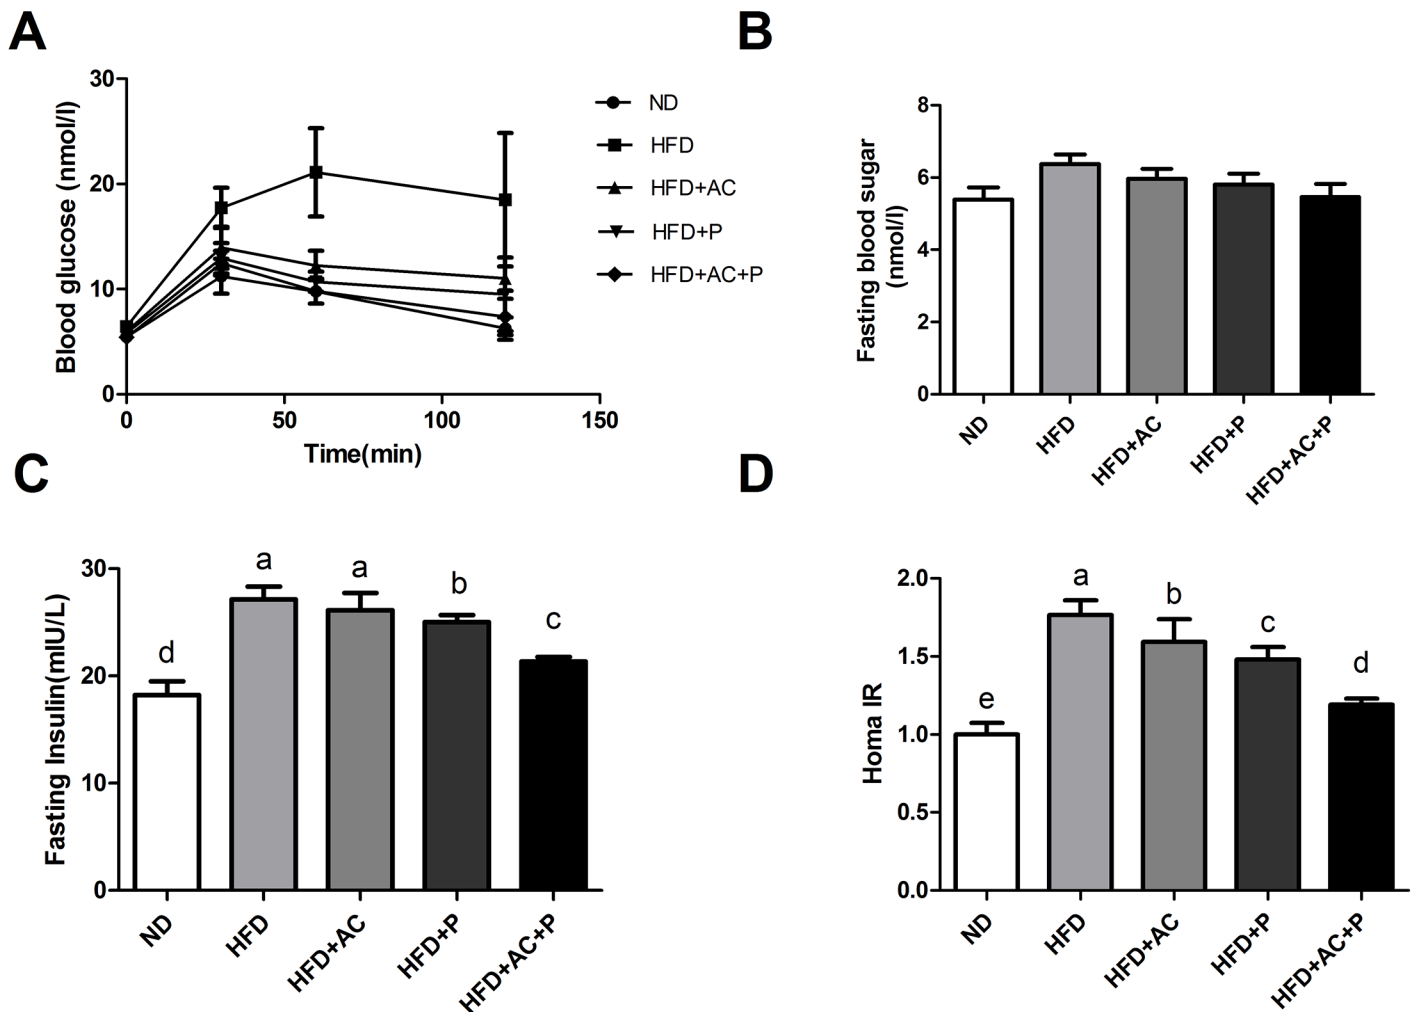 A
30
20
10
0
Blood glucose (nmol/l)
0
50
100
150
Time(min)
ND
HFD
HFD+AC
HFD+P
HFD+AC+P
B
8
6
4
2
0
Fasting blood sugar
(nmol/l)
ND
HFD
HFD+AC
HFD+P
HFD+AC+P
C
30
20
10
0
Fasting Insulin(mIU/L)
d
a
a
b
c
ND
HFD
HFD+AC
HFD+P
HFD+AC+P
D
2.0
1.5
1.0
0.5
0.0
Homa IR
e
a
b
c
d
ND
HFD
HFD+AC
HFD+P
HFD+AC+P